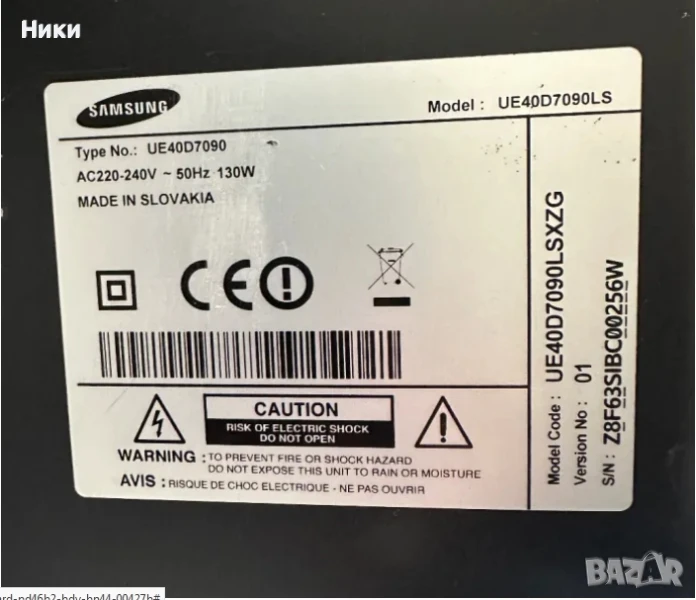 Ники
SAMSUNG
Model : UE40D7090LS
Type No.: UE40D7090
AC220-240V ~ 50Hz 130W
MADE IN SLOVAKIA
CE
CAUTION
RISK OF ELECTRIC SHOCK
DO NOT OPEN
WARNING : TO PREVENT FIRE OR SHOCK HAZARD
DO NOT EXPOSE THIS UNIT TO RAIN OR MOISTURE
AVIS : RISQUE DE CHOC ELECTRIQUE - NE PAS OUVRIR
Model Code : UE40D7090LSXZG
Version No : 01
S/N : Z8F63SIBC00256W
BAZAR